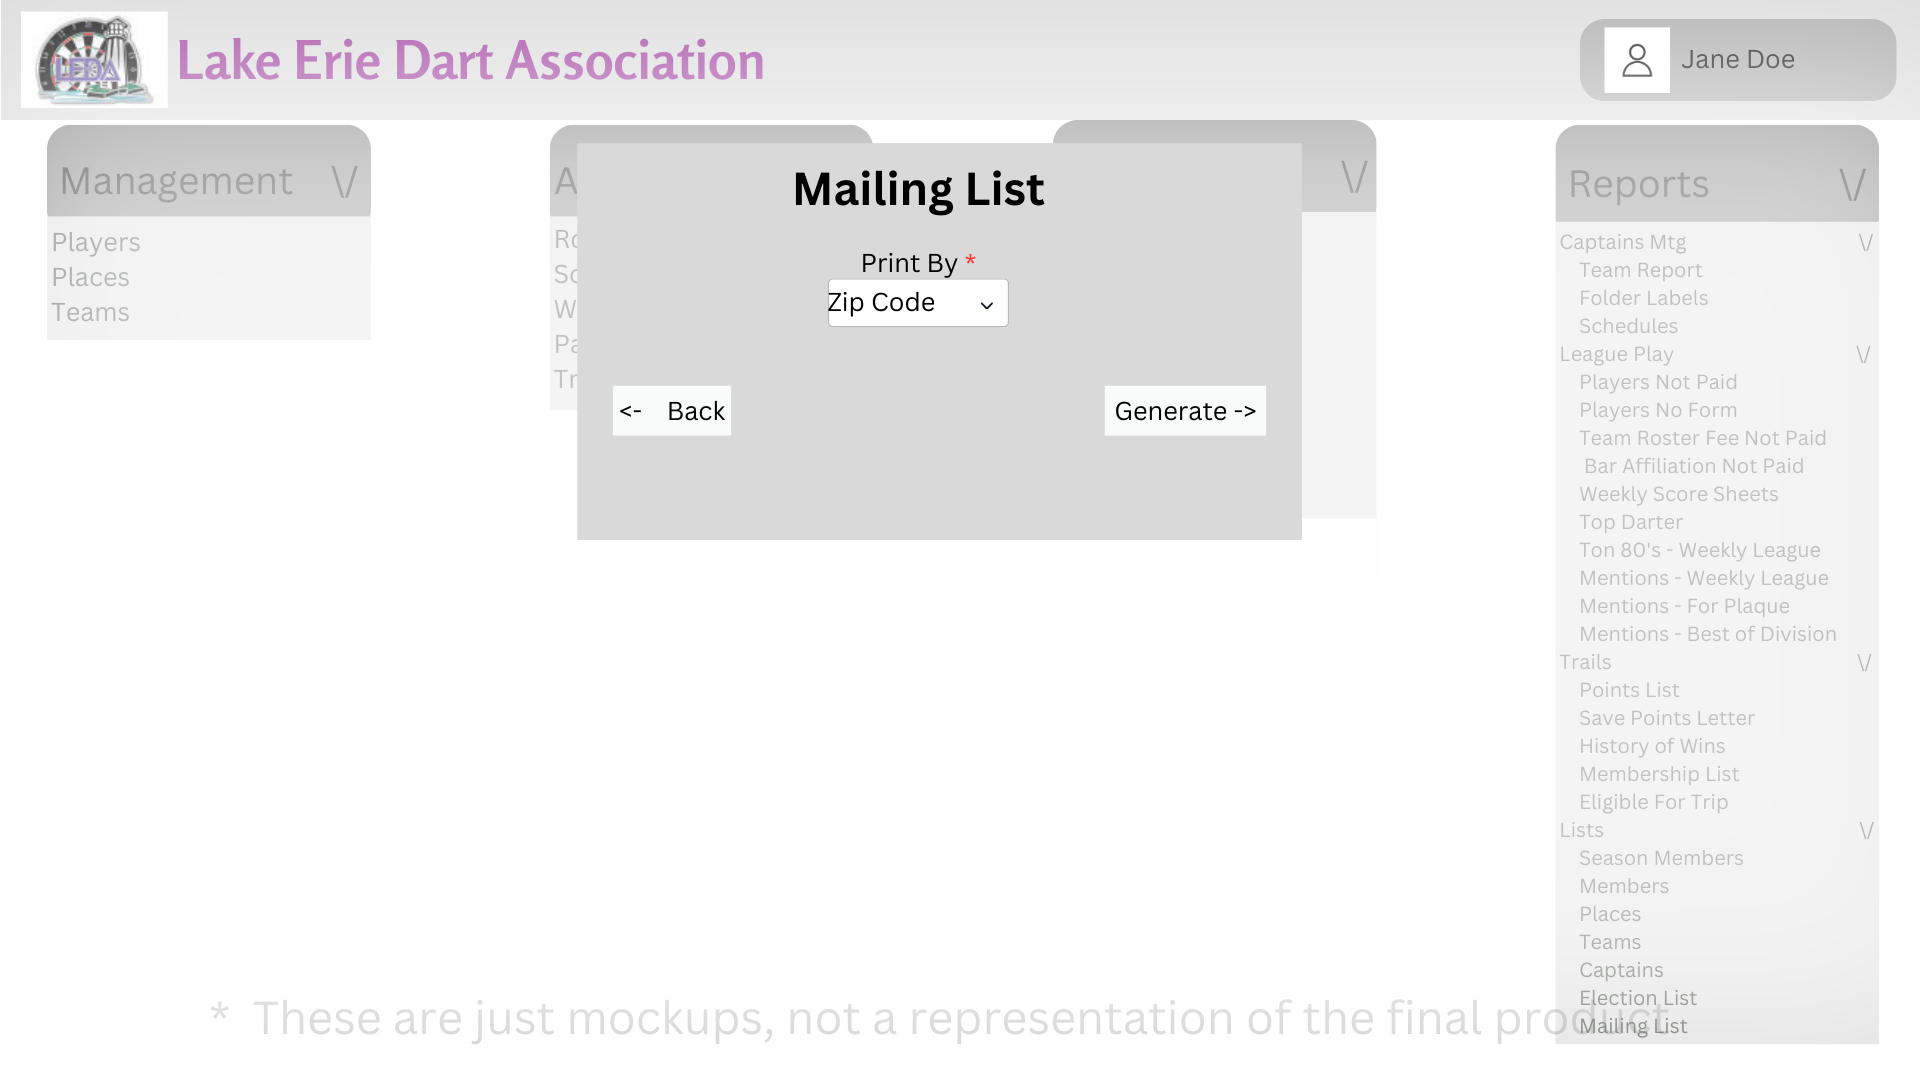 LEDA
Lake Erie Dart Association
Jane Doe
Management \/
Players
Places
Teams
A
Ro
Sc
W
Pa
Tr
\/
Mailing List
Print By *
Zip Code
<- Back
Generate ->
Reports \/
Captains Mtg \/
Team Report
Folder Labels
Schedules
League Play \/
Players Not Paid
Players No Form
Team Roster Fee Not Paid
Bar Affiliation Not Paid
Weekly Score Sheets
Top Darter
Ton 80's - Weekly League
Mentions - Weekly League
Mentions - For Plaque
Mentions - Best of Division
Trails \/
Points List
Save Points Letter
History of Wins
Membership List
Eligible For Trip
Lists \/
Season Members
Members
Places
Teams
Captains
Election List
Mailing List
* These are just mockups, not a representation of the final product